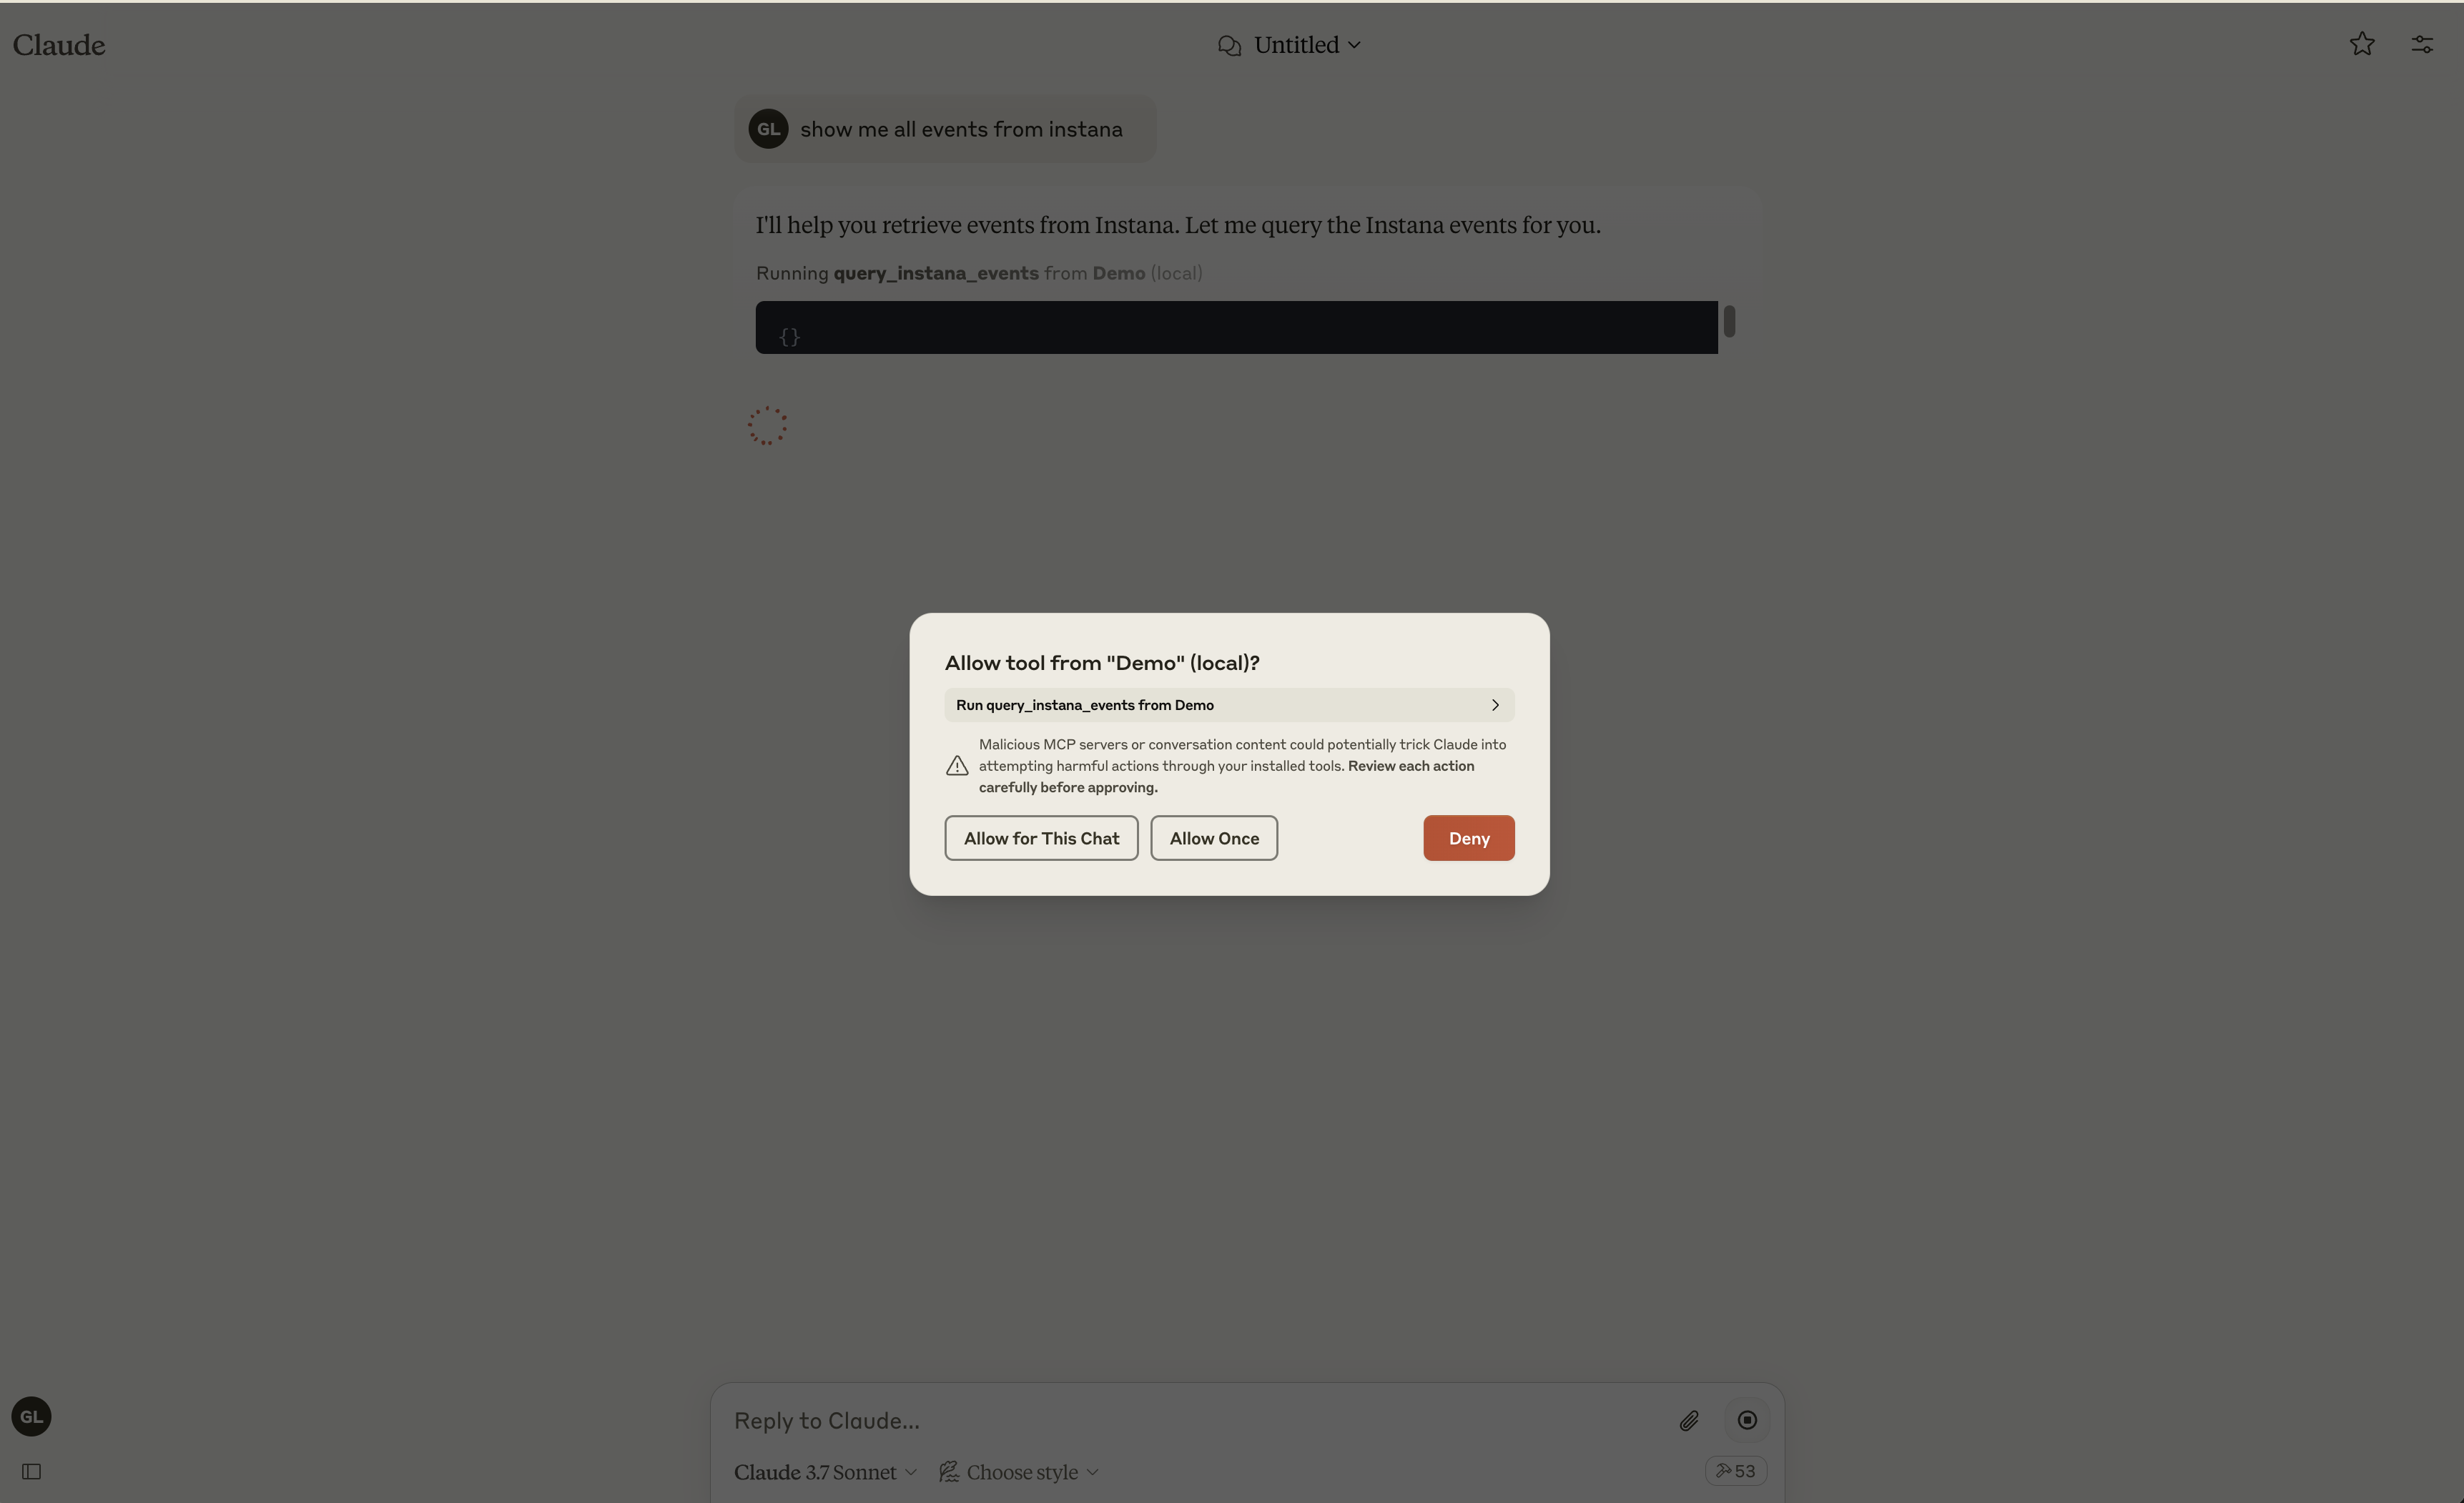 Claude
Untitled
GL
show me all events from instana
I'll help you retrieve events from Instana. Let me query the Instana events for you.
Running query_instana_events from Demo (local)
{}
Allow tool from "Demo" (local)?
Run query_instana_events from Demo
Malicious MCP servers or conversation content could potentially trick Claude into
attempting harmful actions through your installed tools. Review each action
carefully before approving.
Allow for This Chat
Allow Once
Deny
GL
Reply to Claude...
Claude 3.7 Sonnet
Choose style
53